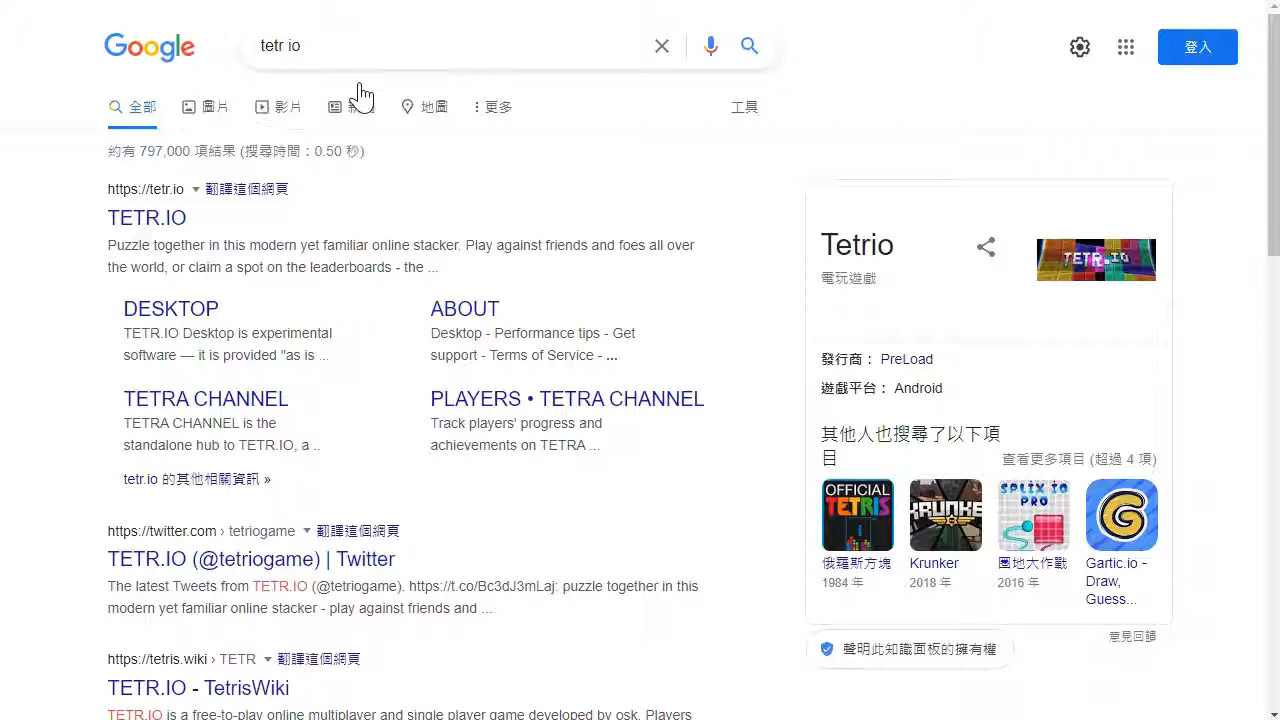 Google
tetr io
登入
全部
圖片
影片
地圖
更多
工具
約有 797,000 項結果 (搜尋時間：0.50 秒)
https://tetr.io 翻譯這個網頁
TETR.IO
Puzzle together in this modern yet familiar online stacker. Play against friends and foes all over
the world, or claim a spot on the leaderboards - the ...
DESKTOP
TETR.IO Desktop is experimental
software — it is provided "as is ...
ABOUT
Desktop - Performance tips - Get
support - Terms of Service - ...
TETRA CHANNEL
TETRA CHANNEL is the
standalone hub to TETR.IO, a ..
PLAYERS • TETRA CHANNEL
Track players' progress and
achievements on TETRA ...
tetr.io 的其他相關資訊 »
https://twitter.com › tetriogame 翻譯這個網頁
TETR.IO (@tetriogame) | Twitter
The latest Tweets from TETR.IO (@tetriogame). https://t.co/Bc3dJ3mLaj: puzzle together in this
modern yet familiar online stacker - play against friends and ...
https://tetris.wiki › TETR 翻譯這個網頁
TETR.IO - TetrisWiki
TETR.IO is a free-to-play online multiplayer and single player game developed by osk. Players
Tetrio
電玩遊戲
TETR.IO
發行商： PreLoad
遊戲平台： Android
其他人也搜尋了以下項
目
查看更多項目 (超過 4 項)
OFFICIAL
TETRIS
KRUNKE
SPLIX IO
PRO
G
俄羅斯方塊
1984 年
Krunker
2018 年
圈地大作戰
2016 年
Gartic.io -
Draw,
Guess...
意見回饋
聲明此知識面板的擁有權